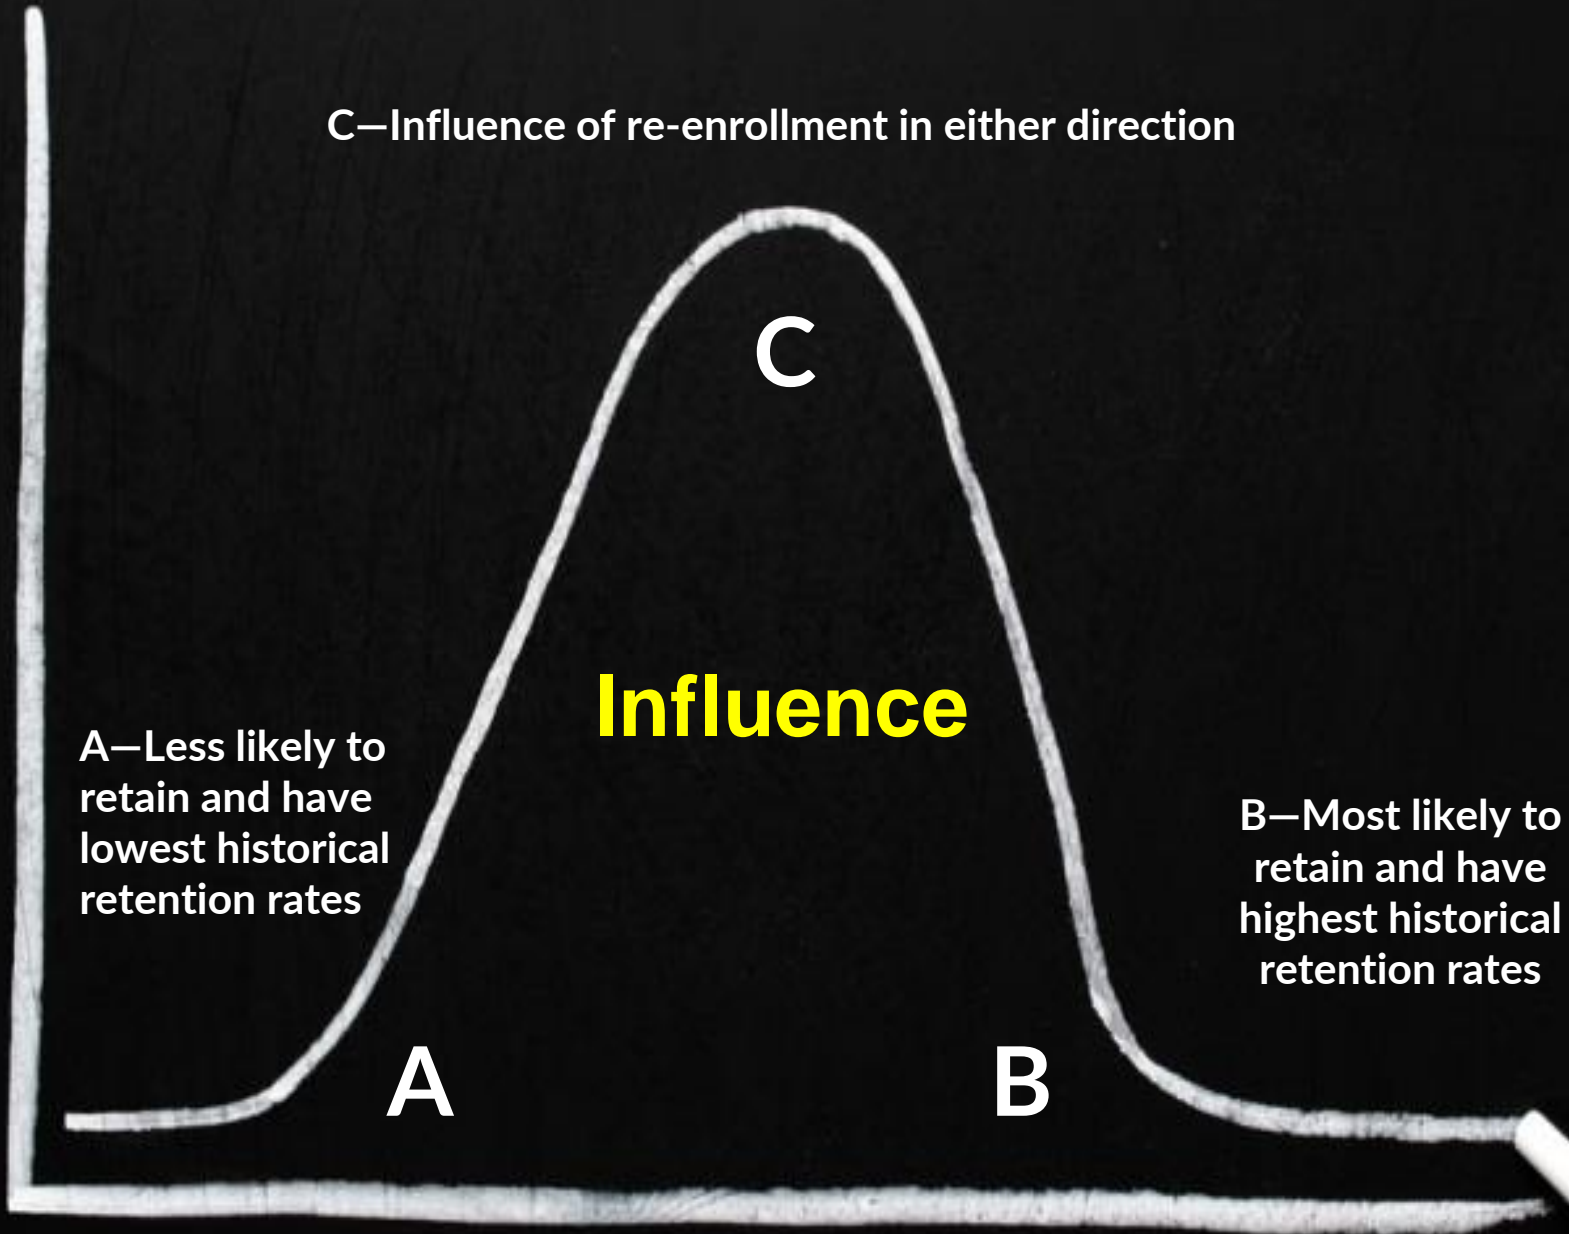 C—Influence of re-enrollment in either direction
C
Influence
A—Less likely to
retain and have
lowest historical
retention rates
B—Most likely to
retain and have
highest historical
retention rates
A
B